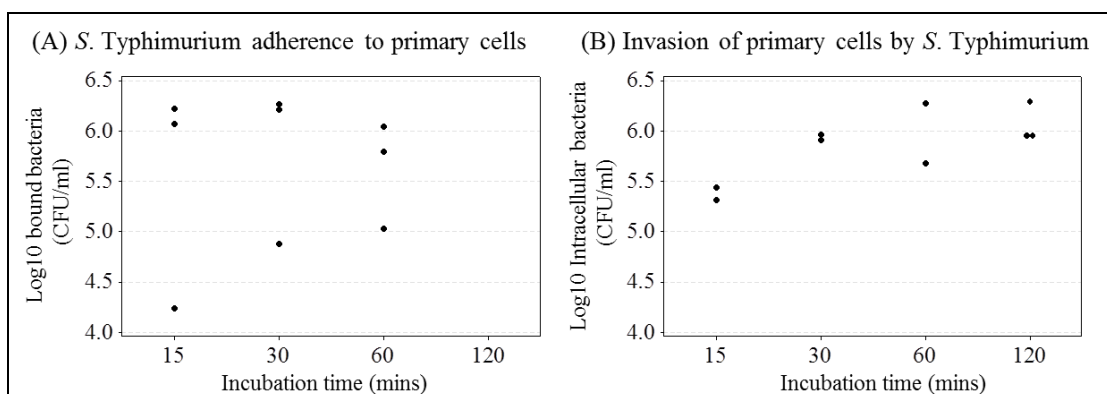 (A) S. Typhimurium adherence to primary cells
Log10 bound bacteria
(CFU/ml)
6.5
6.0
5.5
5.0
4.5
4.0
15 30 60 120
Incubation time (mins)
(B) Invasion of primary cells by S. Typhimurium
Log10 Intracellular bacteria
(CFU/ml)
6.5
6.0
5.5
5.0
4.5
4.0
15 30 60 120
Incubation time (mins)